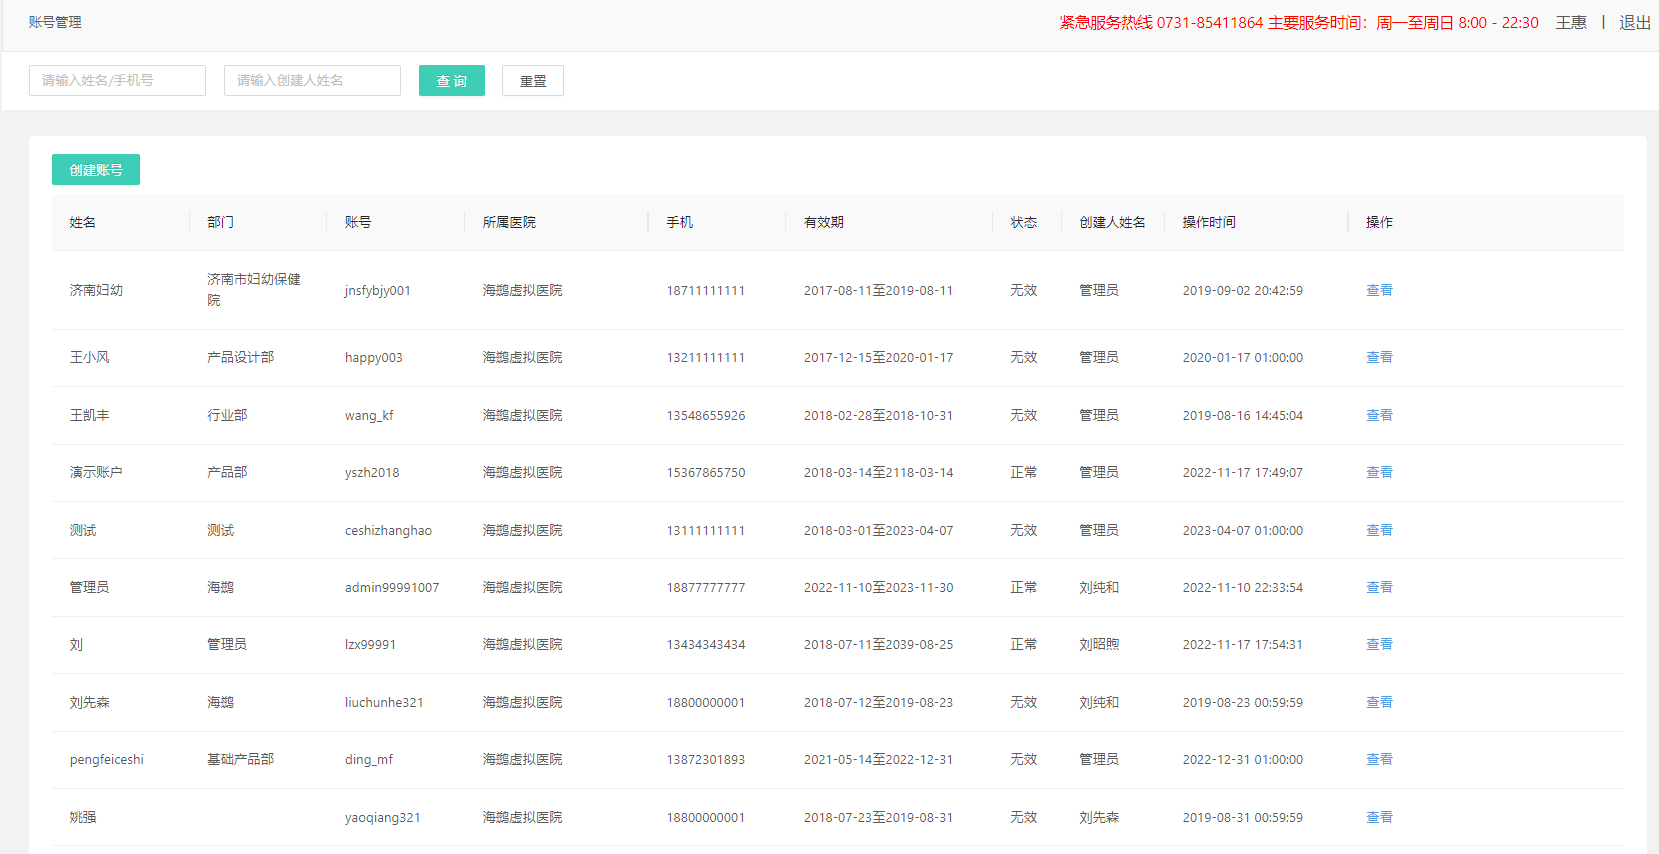 账号管理
紧急服务热线 0731-85411864 主要服务时间：周一至周日 8:00 - 22:30 王惠 | 退出
请输入姓名/手机号 请输入创建人姓名 查 询 重置
创建账号
姓名 部门 账号 所属医院 手机 有效期 状态 创建人姓名 操作时间 操作
济南妇幼 济南市妇幼保健院 jnsfybjy001 海鹚虚拟医院 18711111111 2017-08-11至2019-08-11 无效 管理员 2019-09-02 20:42:59 查看
王小风 产品设计部 happy003 海鹚虚拟医院 13211111111 2017-12-15至2020-01-17 无效 管理员 2020-01-17 01:00:00 查看
王凯丰 行业部 wang_kf 海鹚虚拟医院 13548655926 2018-02-28至2018-10-31 无效 管理员 2019-08-16 14:45:04 查看
演示账户 产品部 yszh2018 海鹚虚拟医院 15367865750 2018-03-14至2118-03-14 正常 管理员 2022-11-17 17:49:07 查看
测试 测试 ceshizhanghao 海鹚虚拟医院 13111111111 2018-03-01至2023-04-07 无效 管理员 2023-04-07 01:00:00 查看
管理员 海鹚 admin99991007 海鹚虚拟医院 18877777777 2022-11-10至2023-11-30 正常 刘纯和 2022-11-10 22:33:54 查看
刘 管理员 lzx99991 海鹚虚拟医院 13434343434 2018-07-11至2039-08-25 正常 刘昭煦 2022-11-17 17:54:31 查看
刘先森 海鹚 liuchunhe321 海鹚虚拟医院 18800000001 2018-07-12至2019-08-23 无效 刘纯和 2019-08-23 00:59:59 查看
pengfeiceshi 基础产品部 ding_mf 海鹚虚拟医院 13872301893 2021-05-14至2022-12-31 无效 管理员 2022-12-31 01:00:00 查看
姚强 yaoqiang321 海鹚虚拟医院 18800000001 2018-07-23至2019-08-31 无效 刘先森 2019-08-31 00:59:59 查看